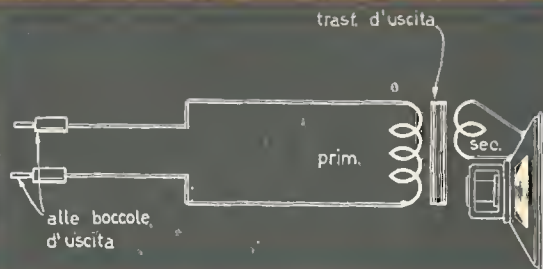 trast. d'uscita
prim.
sec.
alle boccole
d'uscita